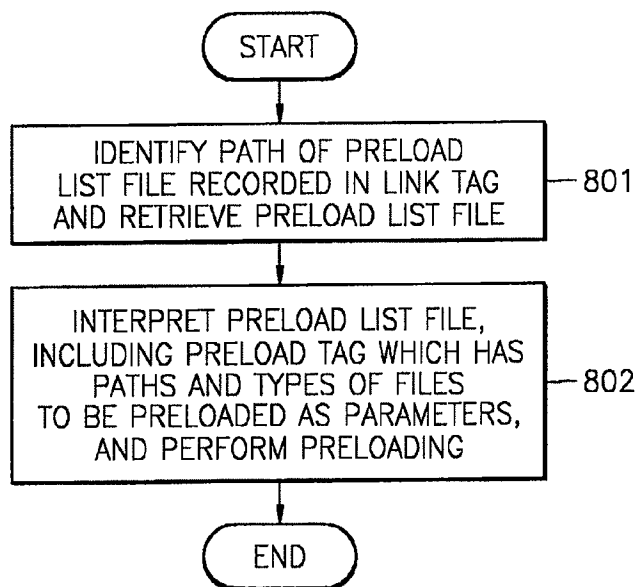 START
IDENTIFY PATH OF PRELOAD
LIST FILE RECORDED IN LINK TAG
AND RETRIEVE PRELOAD LIST FILE
801
INTERPRET PRELOAD LIST FILE,
INCLUDING PRELOAD TAG WHICH HAS
PATHS AND TYPES OF FILES
TO BE PRELOADED AS PARAMETERS,
AND PERFORM PRELOADING
802
END